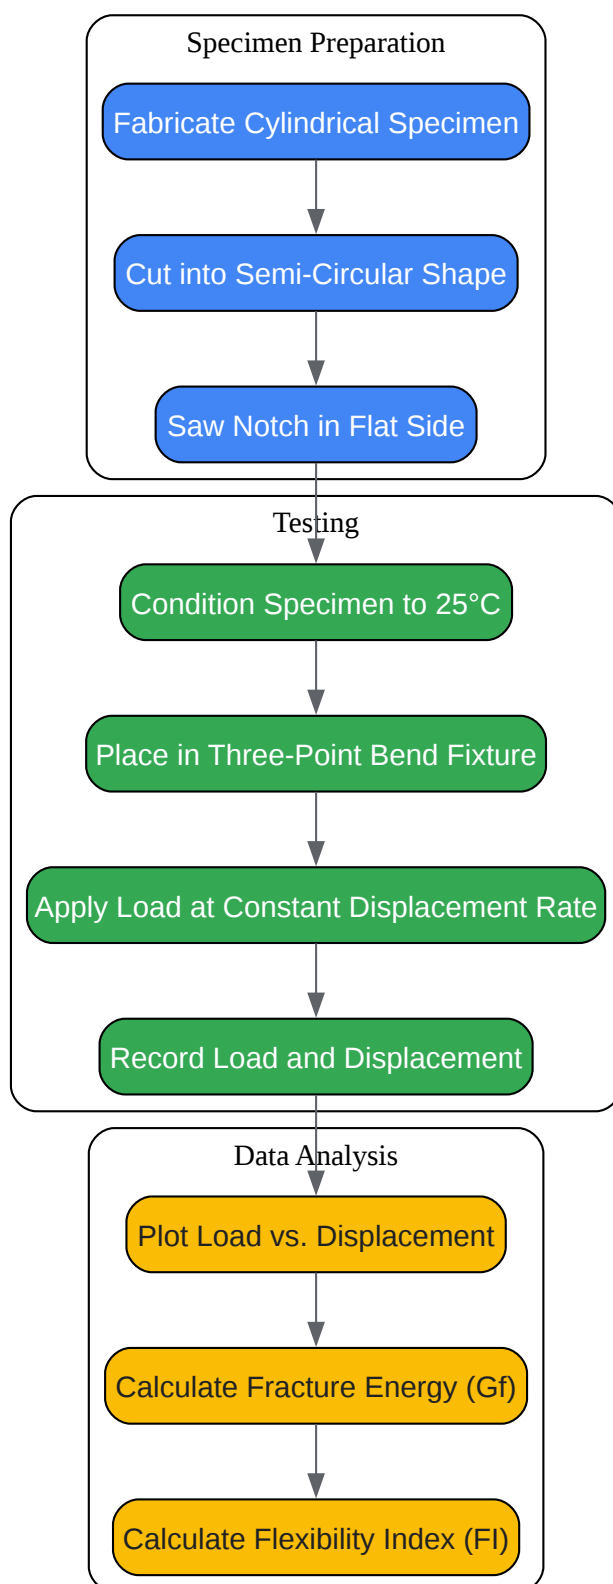 Specimen Preparation
Fabricate Cylindrical Specimen
Cut into Semi-Circular Shape
Saw Notch in Flat Side
Testing
Condition Specimen to 25°C
Place in Three-Point Bend Fixture
Apply Load at Constant Displacement Rate
Record Load and Displacement
Data Analysis
Plot Load vs. Displacement
Calculate Fracture Energy (Gf)
Calculate Flexibility Index (FI)